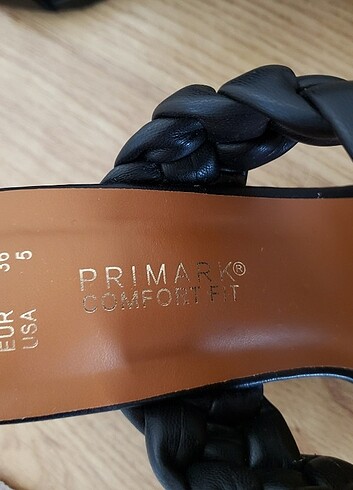 PRIMARK®
COMFORT FIT
EUR 36
USA 5